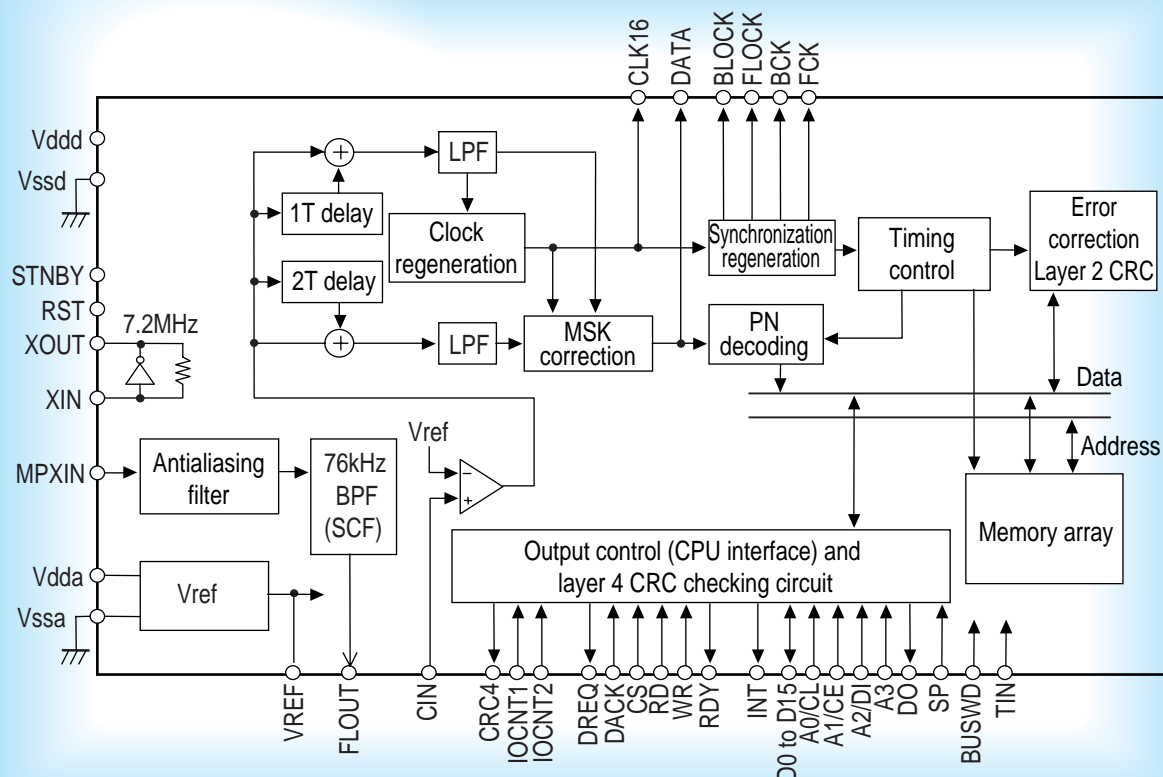 CLK16
DATA
BLOCK
FLOCK
BCK
FCK
Vddd
Vssd
STNBY
RST
XOUT
7.2MHz
XIN
MPXIN
Vdda
Vssa
+
LPF
1T delay
Clock
regeneration
2T delay
+
LPF
MSK
correction
Synchronization
regeneration
Timing
control
Error
correction
Layer 2 CRC
PN
decoding
Data
Address
Memory array
Antialiasing
filter
76kHz
BPF
(SCF)
Vref
−
+
Vref
Output control (CPU interface) and
layer 4 CRC checking circuit
VREF
FLOUT
CIN
CRC4
IOCNT1
IOCNT2
DREQ
DACK
CS
RD
WR
RDY
INT
D0 to D15
A0/CL
A1/CE
A2/DI
A3
DO
SP
BUSWD
TIN